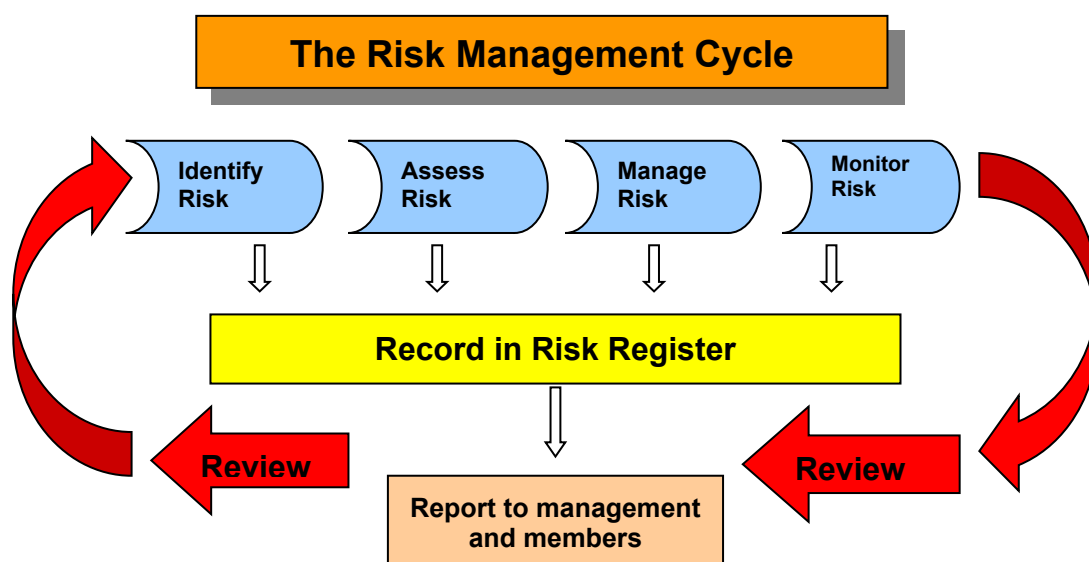 The Risk Management Cycle
Identify
Risk
Assess
Risk
Manage
Risk
Monitor
Risk
Record in Risk Register
Review
Review
Report to management
and members